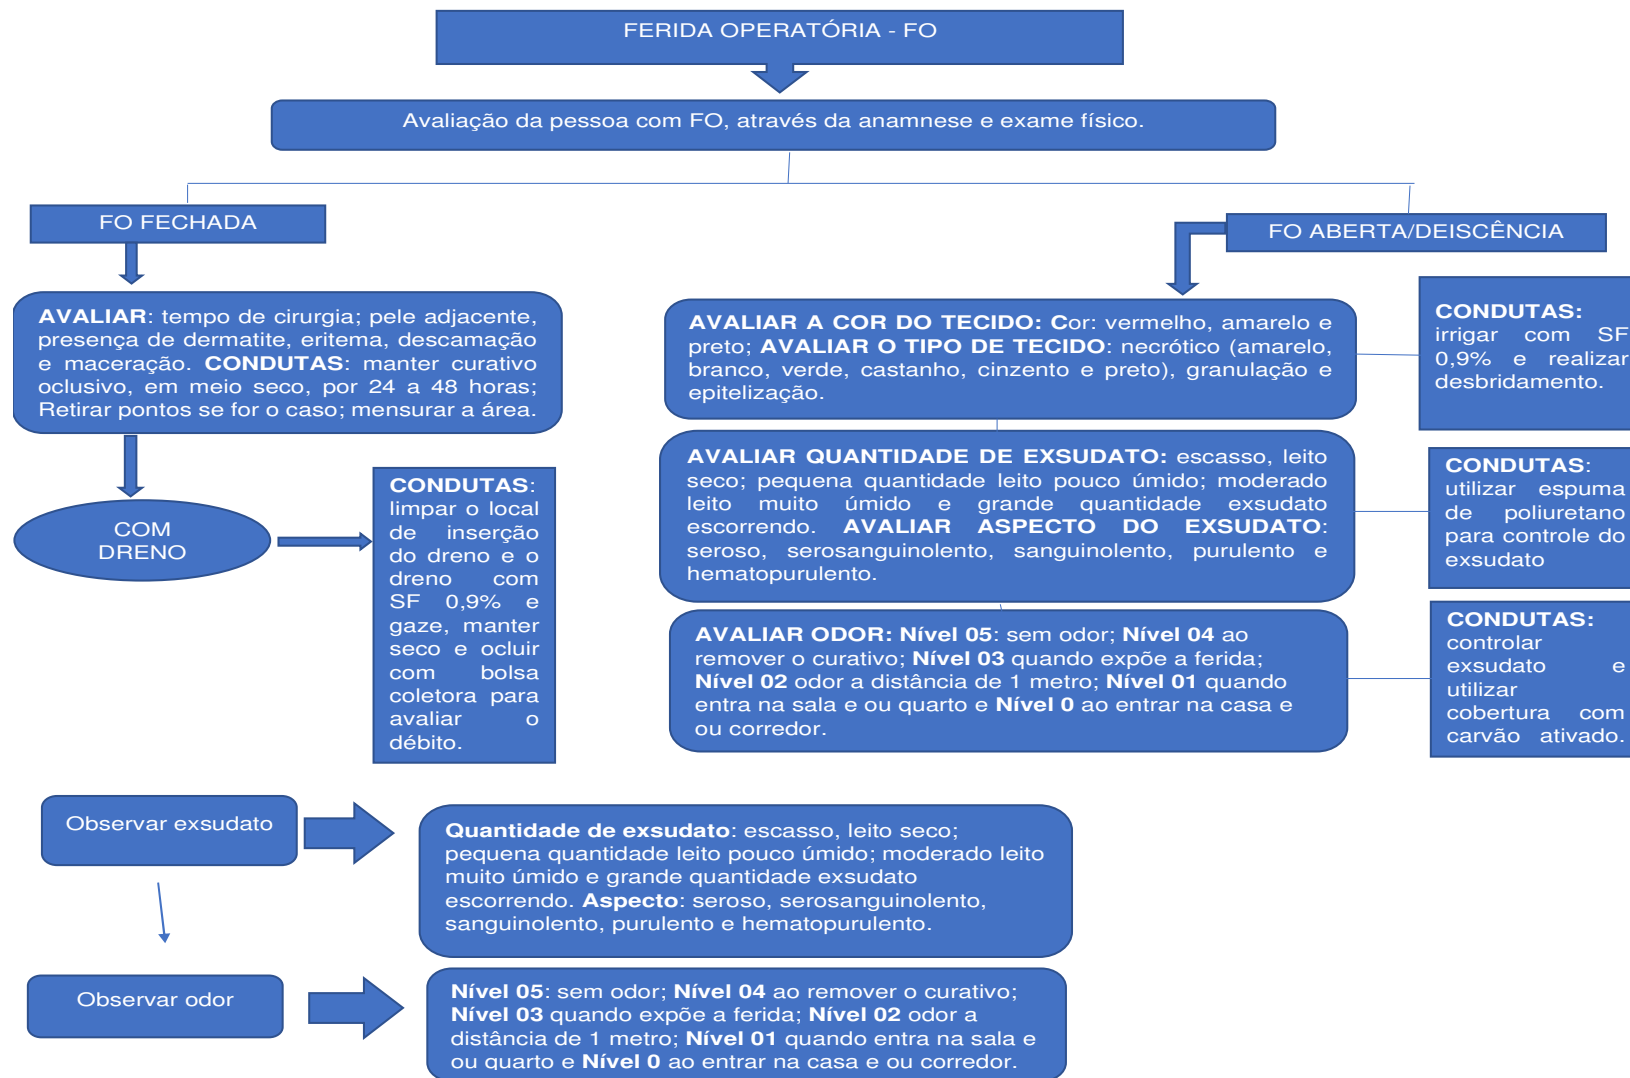 FERIDA OPERATÓRIA - FO
Avaliação da pessoa com FO, através da anamnese e exame físico.
FO FECHADA
AVALIAR: tempo de cirurgia; pele adjacente,
presença de dermatite, eritema, descamação
e maceração. CONDUTAS: manter curativo
oclusivo, em meio seco, por 24 a 48 horas;
Retirar pontos se for o caso; mensurar a área.
COM
DRENO
CONDUTAS:
limpar o local
de inserção
do dreno e o
dreno com
SF 0,9% e
gaze, manter
seco e ocluir
com bolsa
coletora para
avaliar o
débito.
FO ABERTA/DEISCÊNCIA
AVALIAR A COR DO TECIDO: Cor: vermelho, amarelo e
preto; AVALIAR O TIPO DE TECIDO: necrótico (amarelo,
branco, verde, castanho, cinzento e preto), granulação e
epitelização.
CONDUTAS:
irrigar com SF
0,9% e realizar
desbridamento.
AVALIAR QUANTIDADE DE EXSUDATO: escasso, leito
seco; pequena quantidade leito pouco úmido; moderado
leito muito úmido e grande quantidade exsudato
escorrendo. AVALIAR ASPECTO DO EXSUDATO:
seroso, serosanguinolento, sanguinolento, purulento e
hematopurulento.
CONDUTAS:
utilizar espuma
de poliuretano
para controle do
exsudato
AVALIAR ODOR: Nível 05: sem odor; Nível 04 ao
remover o curativo; Nível 03 quando expõe a ferida;
Nível 02 odor a distância de 1 metro; Nível 01 quando
entra na sala e ou quarto e Nível 0 ao entrar na casa e
ou corredor.
CONDUTAS:
controlar
exsudato e
utilizar
cobertura com
carvão ativado.
Observar exsudato
Quantidade de exsudato: escasso, leito seco;
pequena quantidade leito pouco úmido; moderado leito
muito úmido e grande quantidade exsudato
escorrendo. Aspecto: seroso, serosanguinolento,
sanguinolento, purulento e hematopurulento.
Observar odor
Nível 05: sem odor; Nível 04 ao remover o curativo;
Nível 03 quando expõe a ferida; Nível 02 odor a
distância de 1 metro; Nível 01 quando entra na sala e
ou quarto e Nível 0 ao entrar na casa e ou corredor.